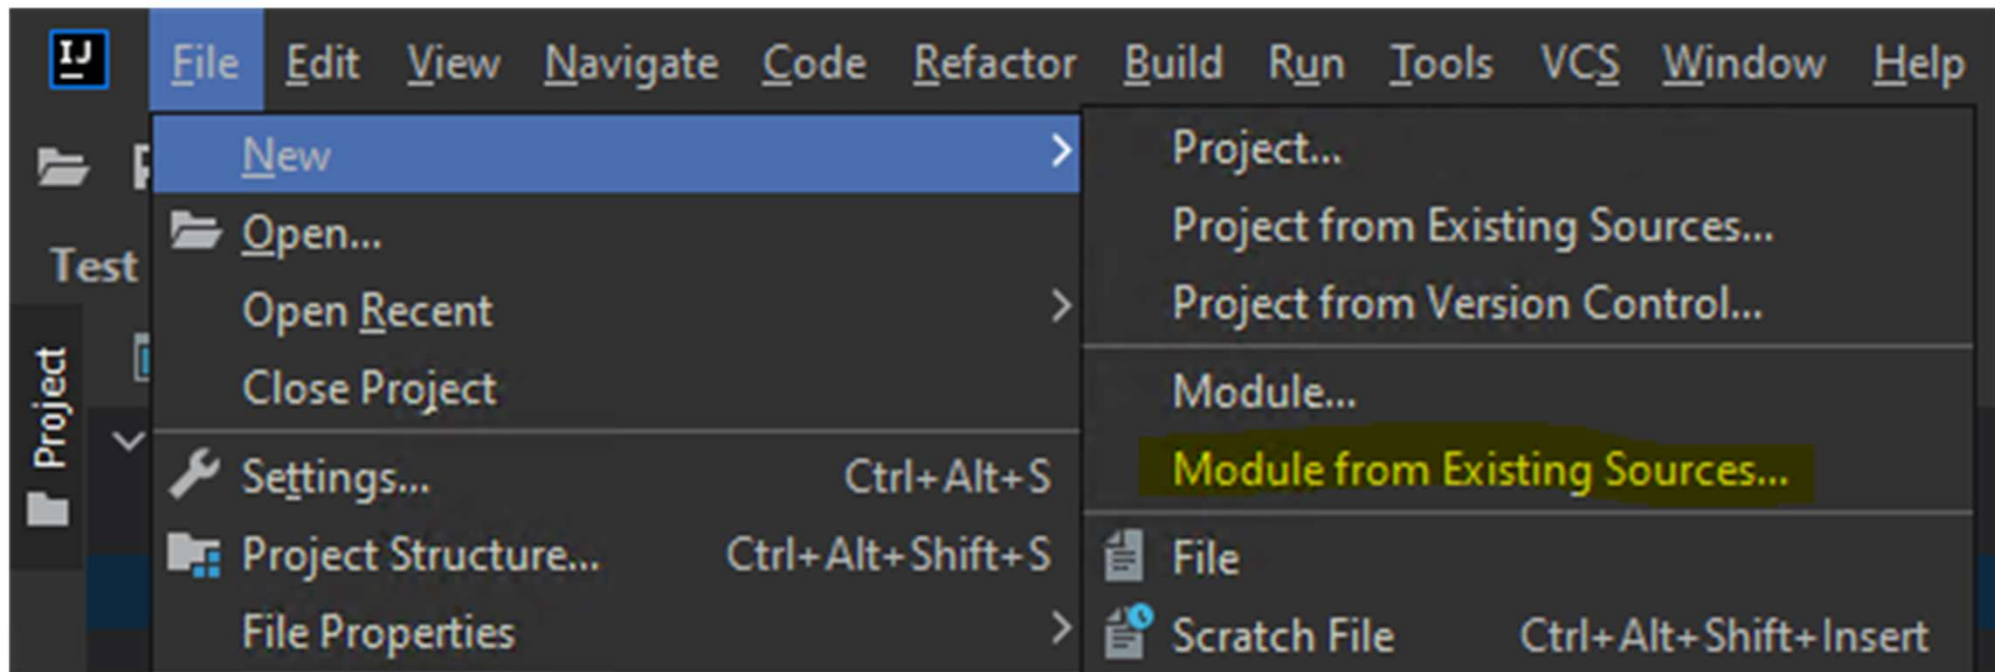 IJ
File Edit View Navigate Code Refactor Build Run Tools VCS Window Help
New
Open...
Open Recent
Close Project
Settings... Ctrl+Alt+S
Project Structure... Ctrl+Alt+Shift+S
File Properties
Project...
Project from Existing Sources...
Project from Version Control...
Module...
Module from Existing Sources...
File
Scratch File Ctrl+Alt+Shift+Insert
Test
Project